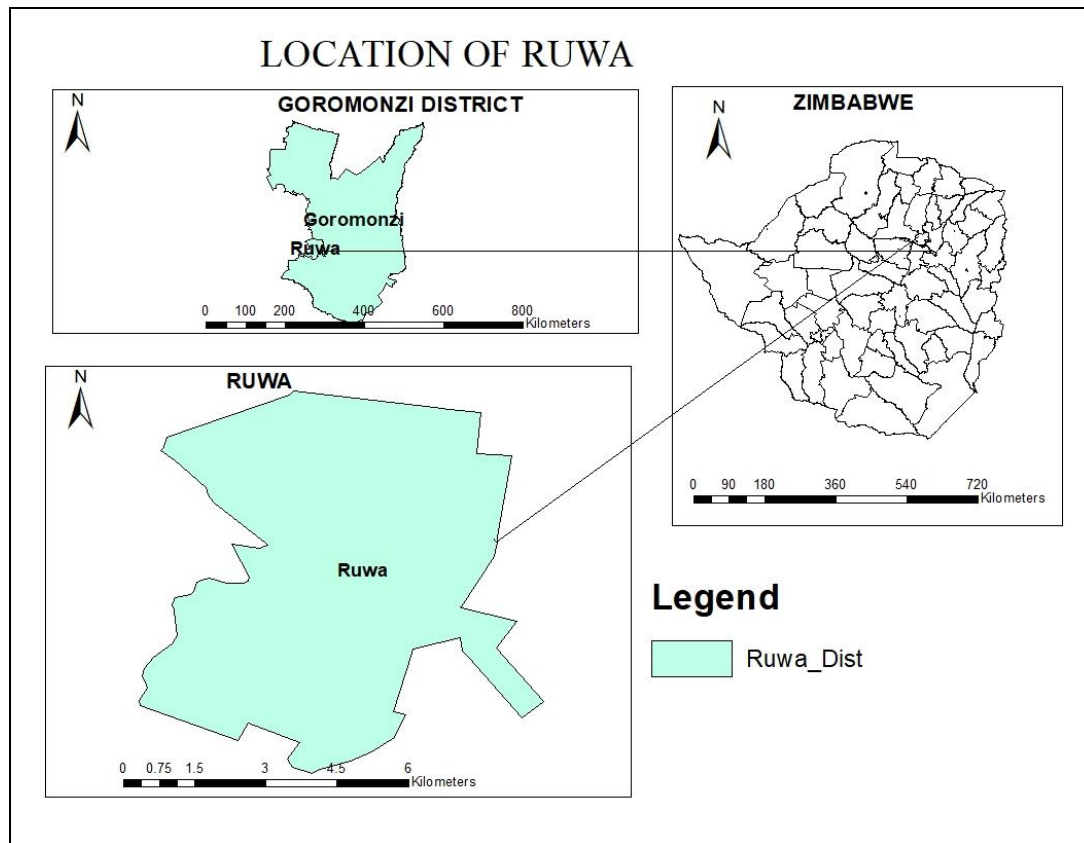 LOCATION OF RUWA
N
GOROMONZI DISTRICT
Goromonzi
Ruwa
0 100 200 400 600 800
Kilometers
N
ZIMBABWE
0 90 180 360 540 720
Kilometers
N
RUWA
Ruwa
0 0.75 1.5 3 4.5 6
Kilometers
Legend
Ruwa_Dist